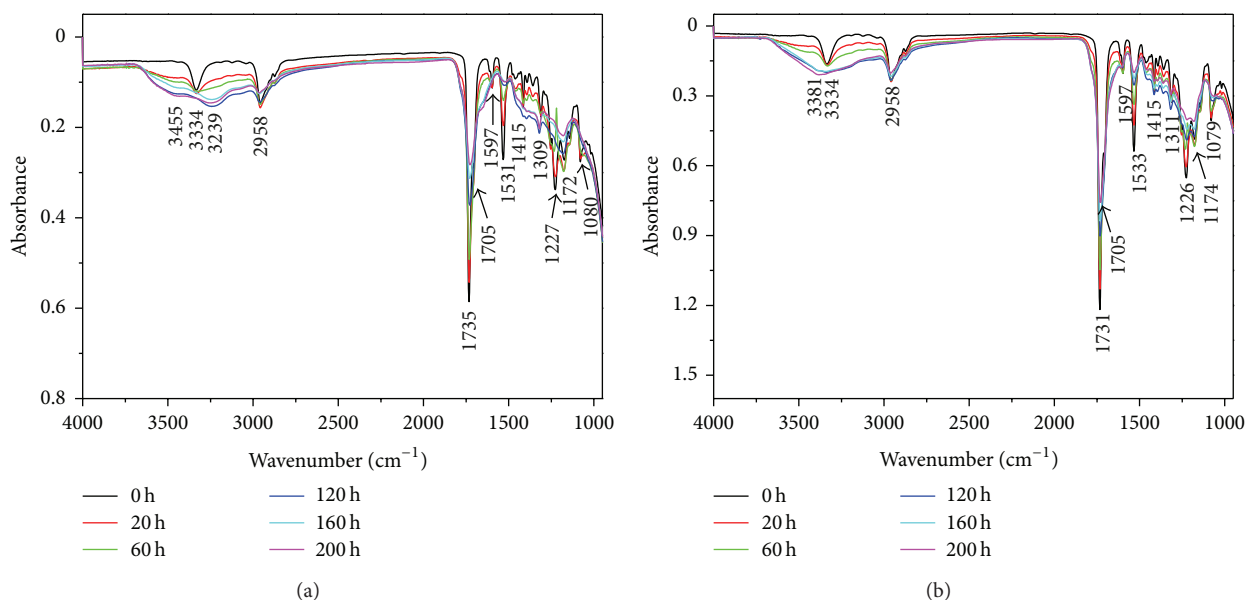 0
0.2
0.4
0.6
0.8
Absorbance
3455
3334
3239
2958
1735
1705
1597
1531
1415
1309
1227
1172
1080
4000 3500 3000 2500 2000 1500 1000
Wavenumber (cm⁻¹)
0 h 120 h
20 h 160 h
60 h 200 h
(a)
0
0.3
0.6
0.9
1.2
1.5
Absorbance
3381
3334
2958
1731
1705
1597
1533
1415
1311
1226
1174
1079
4000 3500 3000 2500 2000 1500 1000
Wavenumber (cm⁻¹)
0 h 120 h
20 h 160 h
60 h 200 h
(b)